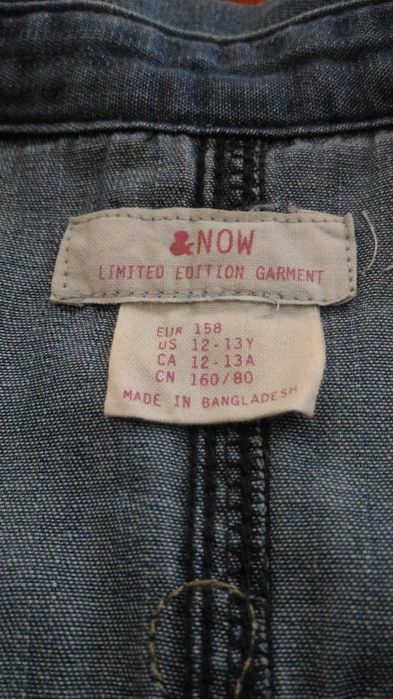 &NOW
LIMITED EDITION GARMENT
EUR 158
US 12-13Y
CA 12-13A
CN 160/80
MADE IN BANGLADESH